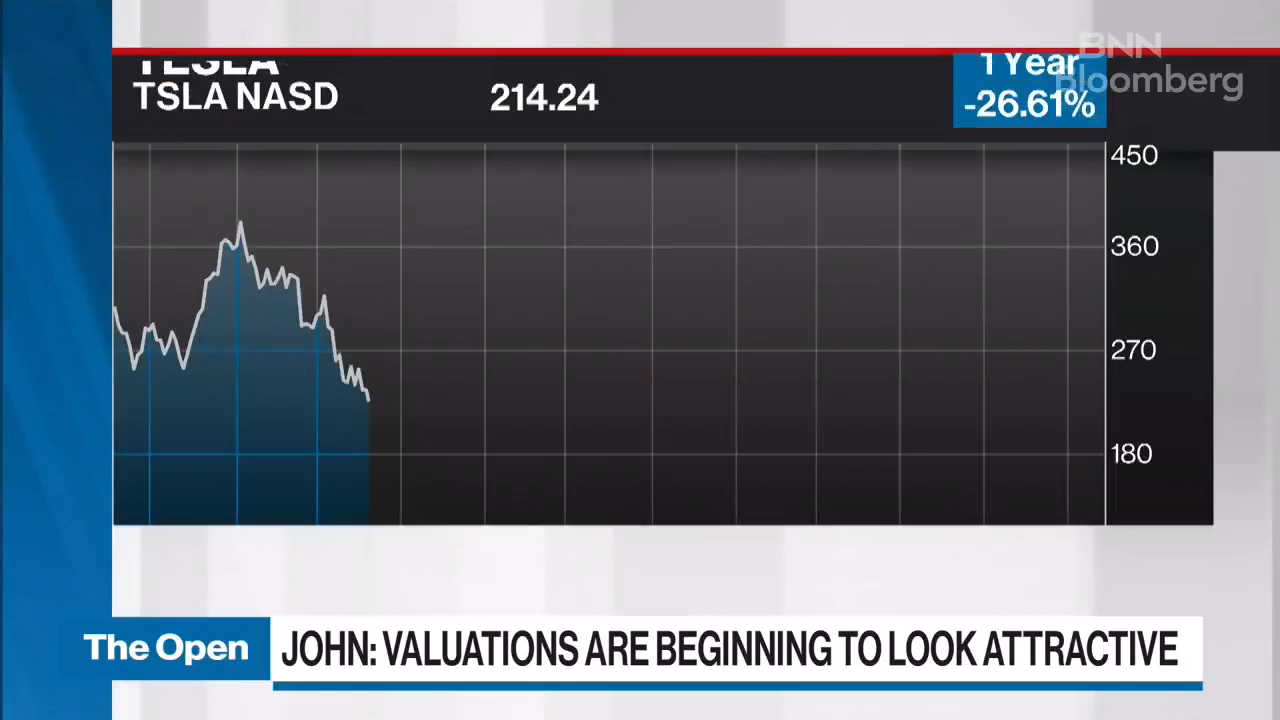 BNN
Bloomberg
TESLA
TSLA NASD
214.24
1 Year
-26.61%
450
360
270
180
The Open
JOHN: VALUATIONS ARE BEGINNING TO LOOK ATTRACTIVE